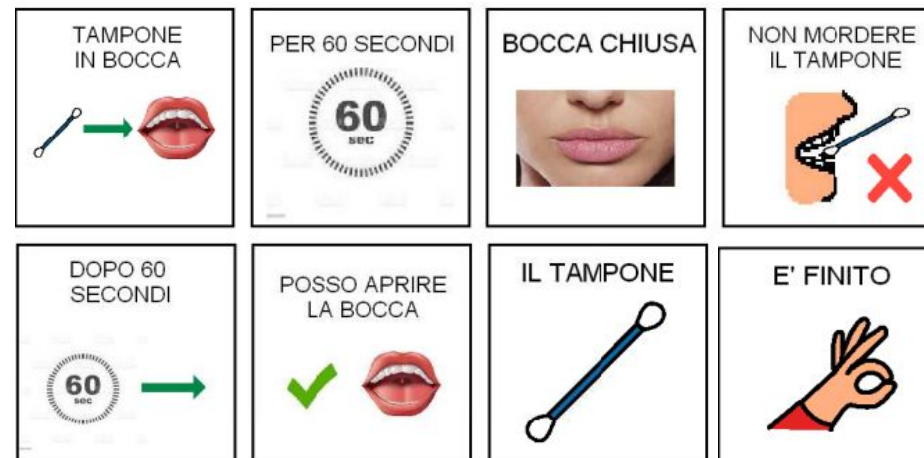 TAMPONE
IN BOCCA
PER 60 SECONDI
60
sec
BOCCA CHIUSA
NON MORDERE
IL TAMPONE
DOPO 60
SECONDI
60
sec
POSSO APRIRE
LA BOCCA
IL TAMPONE
E' FINITO